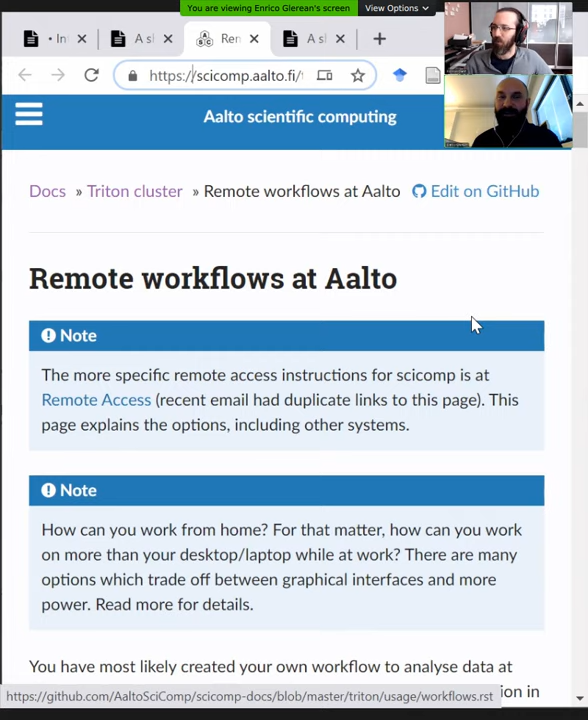 You are viewing Enrico Glerean's screen
View Options
• In
A sl
Ren
A sl
https://scicomp.aalto.fi/
Aalto scientific computing
Docs » Triton cluster » Remote workflows at Aalto Edit on GitHub
Remote workflows at Aalto
Note
The more specific remote access instructions for scicomp is at
Remote Access (recent email had duplicate links to this page). This
page explains the options, including other systems.
Note
How can you work from home? For that matter, how can you work
on more than your desktop/laptop while at work? There are many
options which trade off between graphical interfaces and more
power. Read more for details.
You have most likely created your own workflow to analyse data at
https://github.com/AaltoSciComp/scicomp-docs/blob/master/triton/usage/workflows.rst
ion in